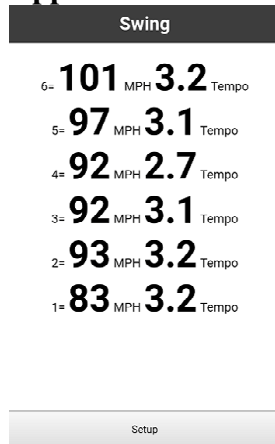 Swing
6= 101 MPH 3.2 Tempo
5= 97 MPH 3.1 Tempo
4= 92 MPH 2.7 Tempo
3= 92 MPH 3.1 Tempo
2= 93 MPH 3.2 Tempo
1= 83 MPH 3.2 Tempo
Setup